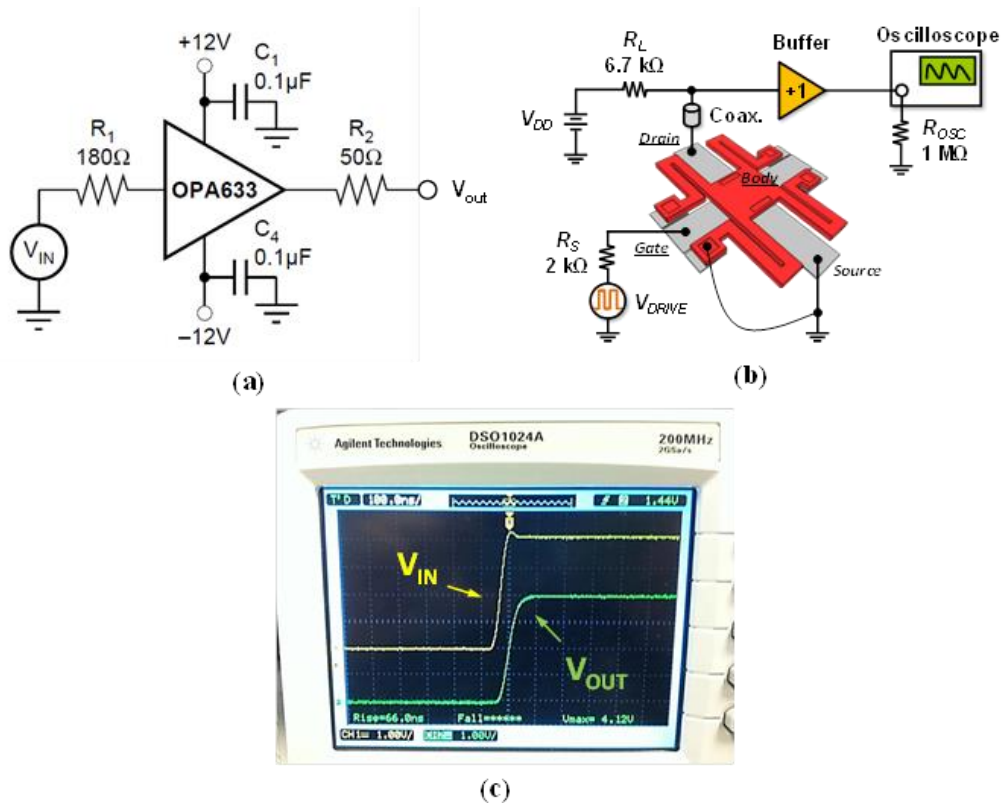 +12V
C1
0.1µF
R1
180Ω
OPA633
R2
50Ω
Vout
VIN
C4
0.1µF
–12V
(a)
RL
6.7 kΩ
Buffer
Oscilloscope
+1
VDD
Coax.
Drain
ROSC
1 MΩ
Body
RS
2 kΩ
Gate
Source
VDRIVE
(b)
Agilent Technologies
DSO1024A
Oscilloscope
200MHz
2GSa/s
T'D 100.0ns/ 1.44V
VIN
VOUT
Rise=66.0ns Fall=****** Vmax= 4.12V
CH1= 1.00V/ 1.00V/
(c)